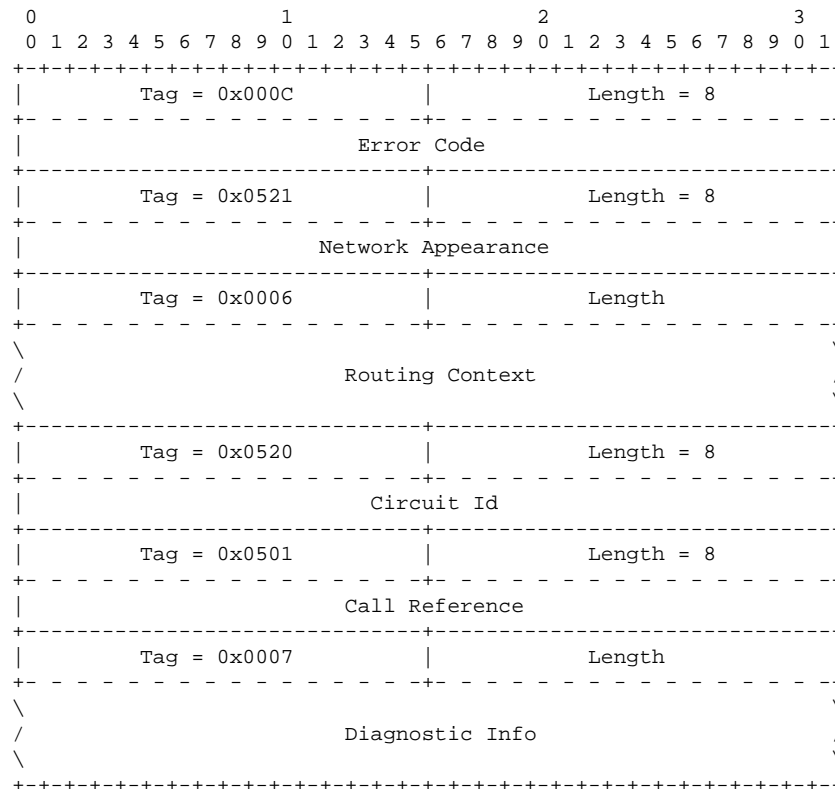 0                   1                   2                   3
0 1 2 3 4 5 6 7 8 9 0 1 2 3 4 5 6 7 8 9 0 1 2 3 4 5 6 7 8 9 0 1
+-+-+-+-+-+-+-+-+-+-+-+-+-+-+-+-+-+-+-+-+-+-+-+-+-+-+-+-+-+-+-+-
|         Tag = 0x000C          |            Length = 8
+- - - - - - - - - - - - - - - -+- - - - - - - - - - - - - - - --
|                          Error Code
+-------------------------------+--------------------------------
|         Tag = 0x0521          |            Length = 8
+- - - - - - - - - - - - - - - -+- - - - - - - - - - - - - - - --
|                       Network Appearance
+-------------------------------+--------------------------------
|         Tag = 0x0006          |            Length
+- - - - - - - - - - - - - - - -+- - - - - - - - - - - - - - - --
\                                                               \
/                         Routing Context                       /
\                                                               \
+-------------------------------+--------------------------------
|         Tag = 0x0520          |            Length = 8
+- - - - - - - - - - - - - - - -+- - - - - - - - - - - - - - - --
|                           Circuit Id
+-------------------------------+--------------------------------
|         Tag = 0x0501          |            Length = 8
+- - - - - - - - - - - - - - - -+- - - - - - - - - - - - - - - --
|                         Call Reference
+-------------------------------+--------------------------------
|         Tag = 0x0007          |            Length
+- - - - - - - - - - - - - - - -+- - - - - - - - - - - - - - - --
\                                                               \
/                         Diagnostic Info                       /
\                                                               \
+-+-+-+-+-+-+-+-+-+-+-+-+-+-+-+-+-+-+-+-+-+-+-+-+-+-+-+-+-+-+-+-